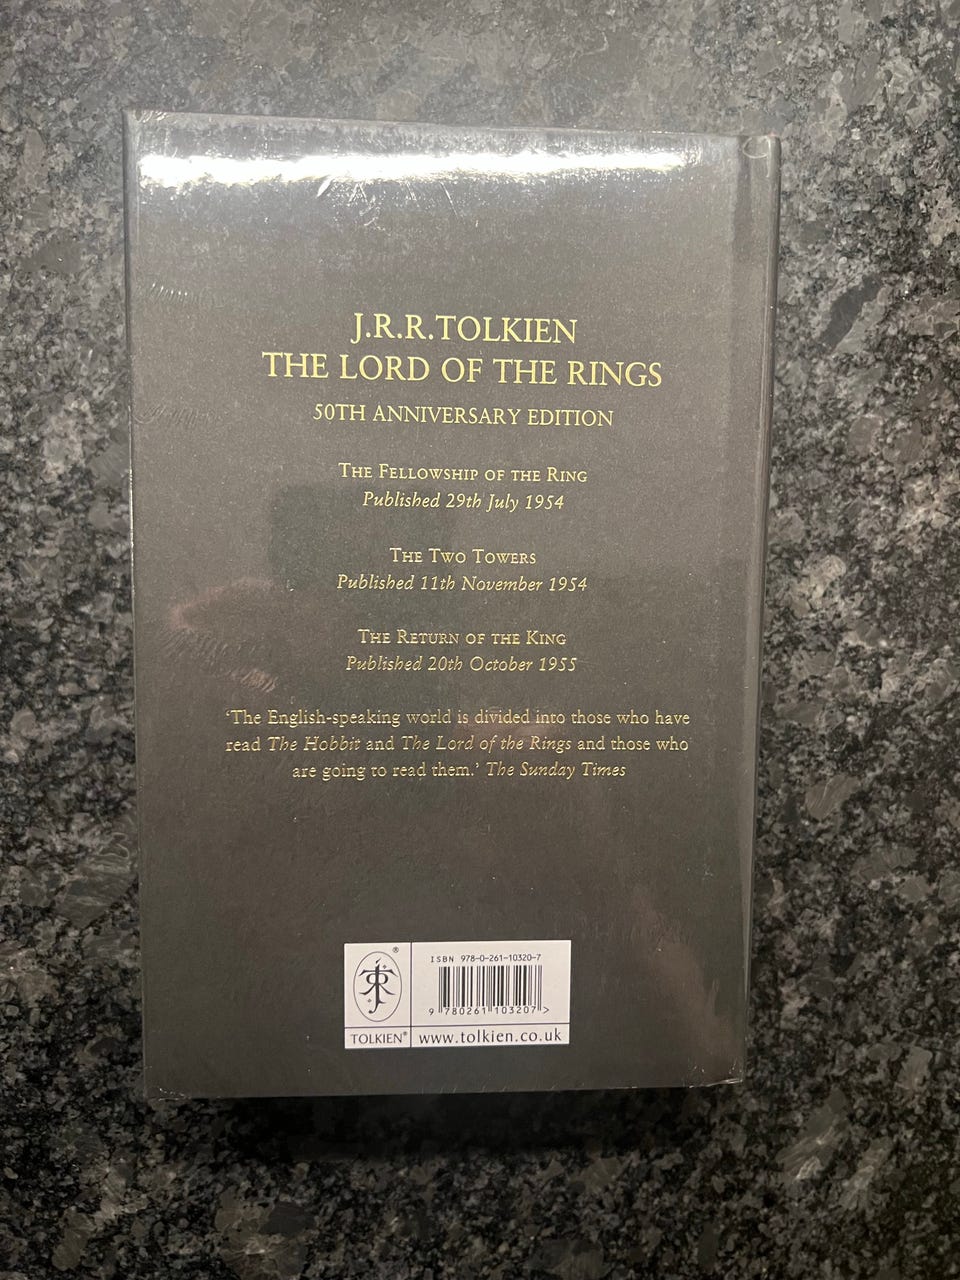 J.R.R.TOLKIEN
THE LORD OF THE RINGS
50TH ANNIVERSARY EDITION
THE FELLOWSHIP OF THE RING
Published 29th July 1954
THE TWO TOWERS
Published 11th November 1954
THE RETURN OF THE KING
Published 20th October 1955
‘The English-speaking world is divided into those who have
read The Hobbit and The Lord of the Rings and those who
are going to read them.’ The Sunday Times
®
ISBN 978-0-261-10320-7
9 780261 103207 >
TOLKIEN®
www.tolkien.co.uk